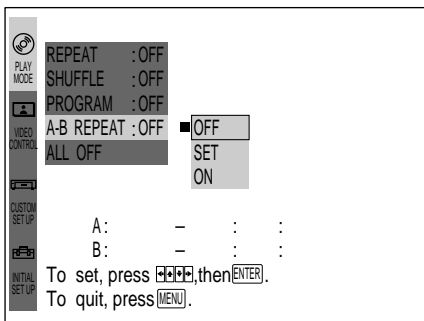 PLAY
MODE
VIDEO
CONTROL
CUSTOM
SET UP
INITIAL
SET UP
REPEAT :OFF
SHUFFLE :OFF
PROGRAM :OFF
A-B REPEAT :OFF
ALL OFF
OFF
SET
ON
A: – : :
B: – : :
To set, press ,then ENTER.
To quit, press MENU.